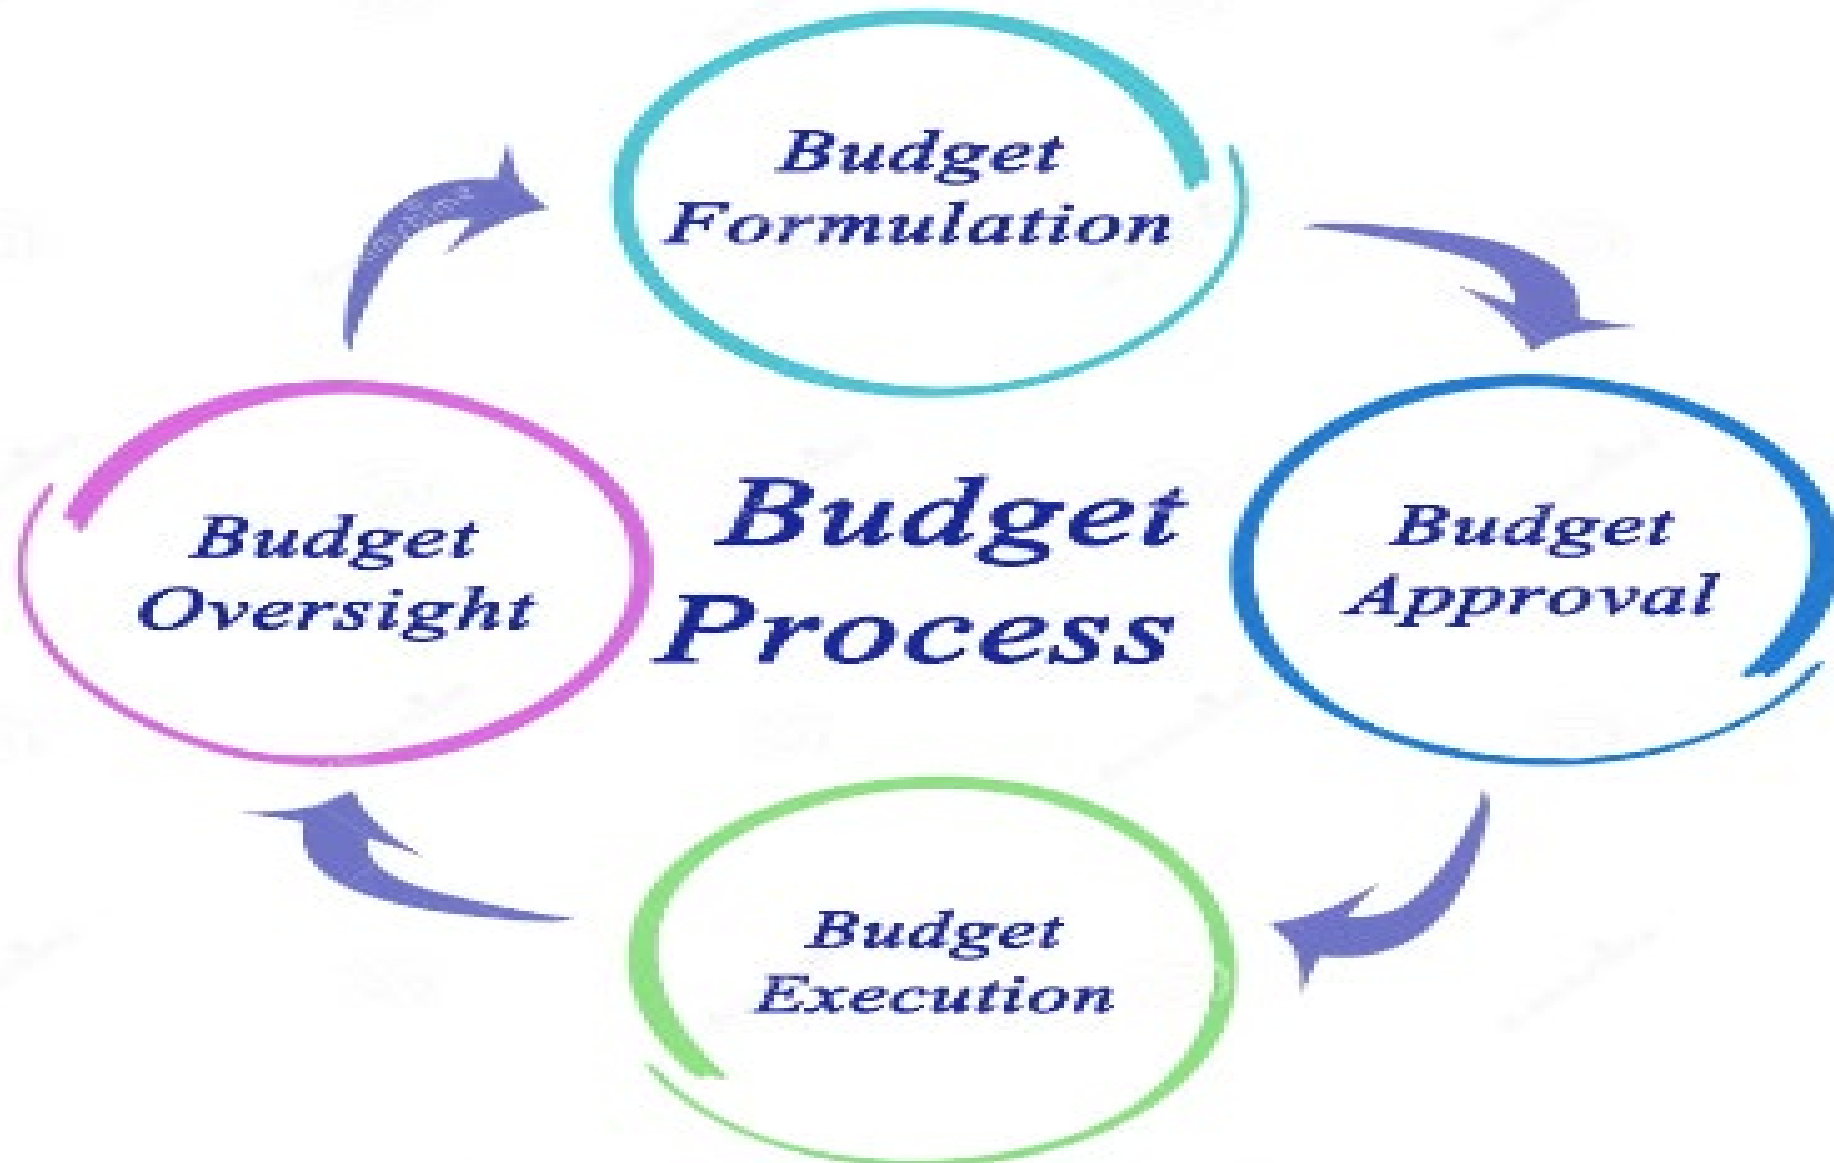 Budget
Formulation
Budget
Approval
Budget
Execution
Budget
Oversight
Budget
Process